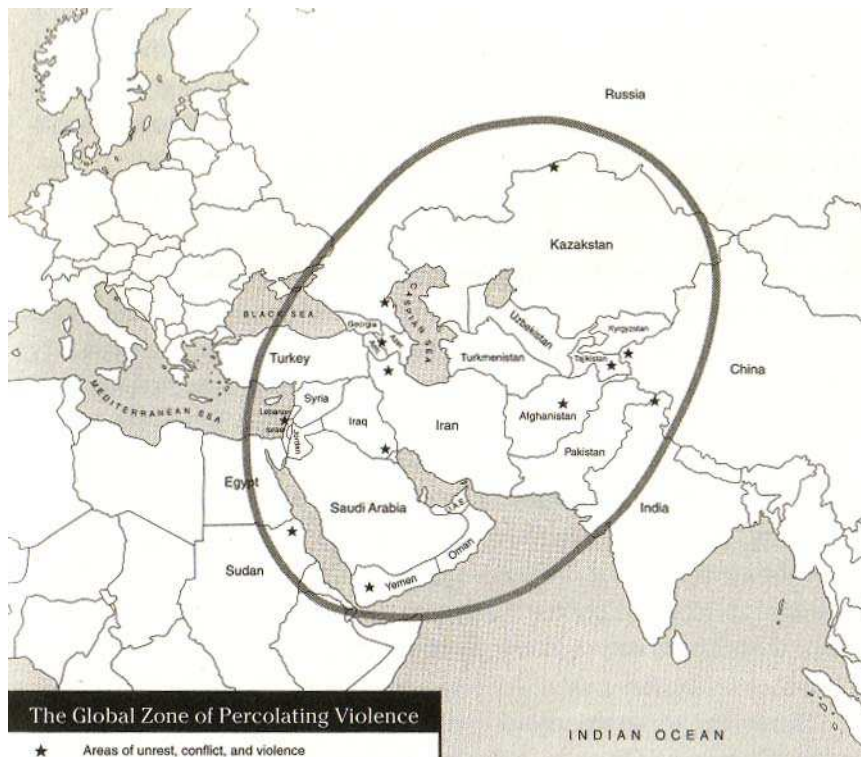 Russia
Kazakstan
CASPIAN SEA
BLACK SEA
Georgia
Arm.
Azer.
Uzbekistan
Kyrgyzstan
Turkey
Turkmenistan
Tajikistan
China
MEDITERRANEAN SEA
Lebanon
Syria
Israel
Jordan
Iraq
Iran
Afghanistan
Pakistan
Egypt
Saudi Arabia
U.A.E.
India
Oman
Sudan
Yemen
The Global Zone of Percolating Violence
★ Areas of unrest, conflict, and violence
INDIAN OCEAN